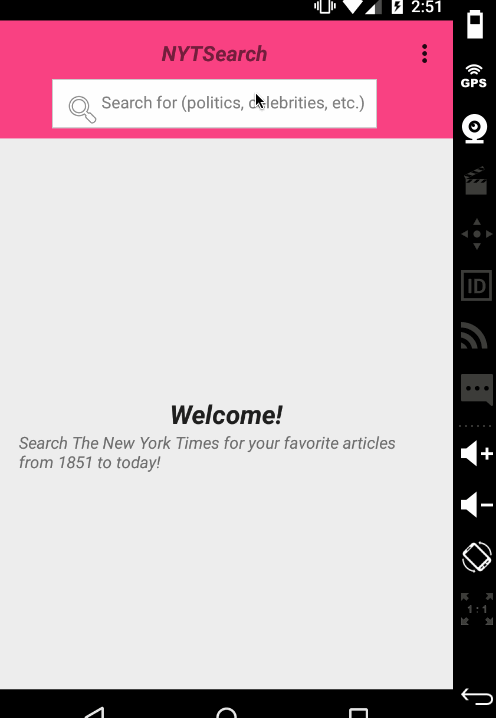 2:51
NYTSearch
Search for (politics, celebrities, etc.)
Welcome!
Search The New York Times for your favorite articles
from 1851 to today!
GPS
ID
1:1